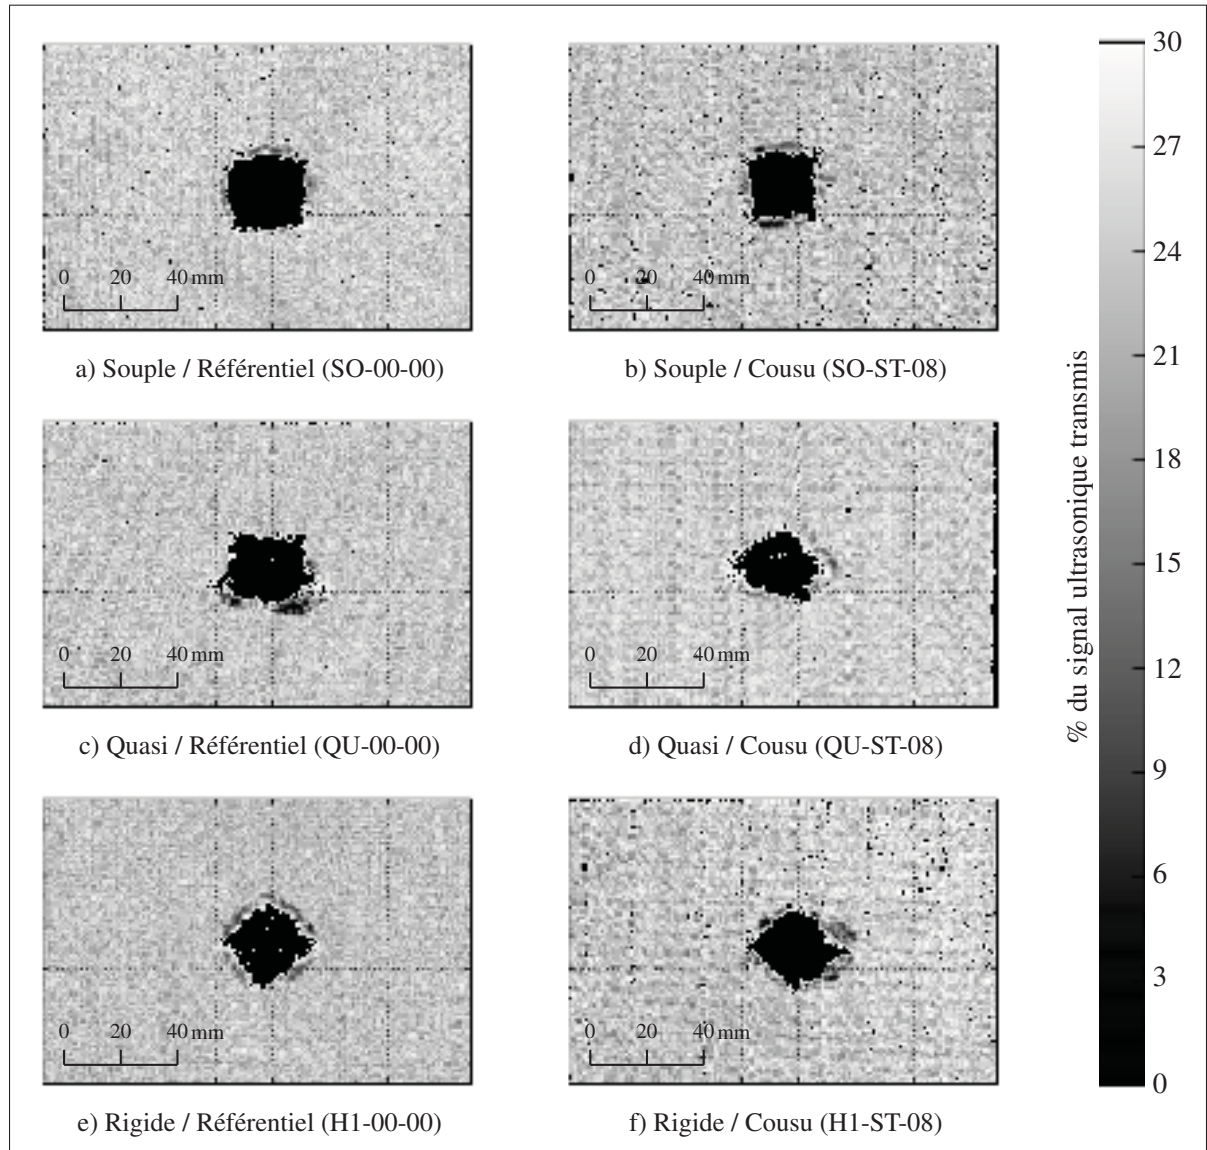 0 20 40 mm
0 20 40 mm
a) Souple / Référentiel (SO-00-00)
b) Souple / Cousu (SO-ST-08)
0 20 40 mm
0 20 40 mm
c) Quasi / Référentiel (QU-00-00)
d) Quasi / Cousu (QU-ST-08)
0 20 40 mm
0 20 40 mm
e) Rigide / Référentiel (H1-00-00)
f) Rigide / Cousu (H1-ST-08)
% du signal ultrasonique transmis
30
27
24
21
18
15
12
9
6
3
0